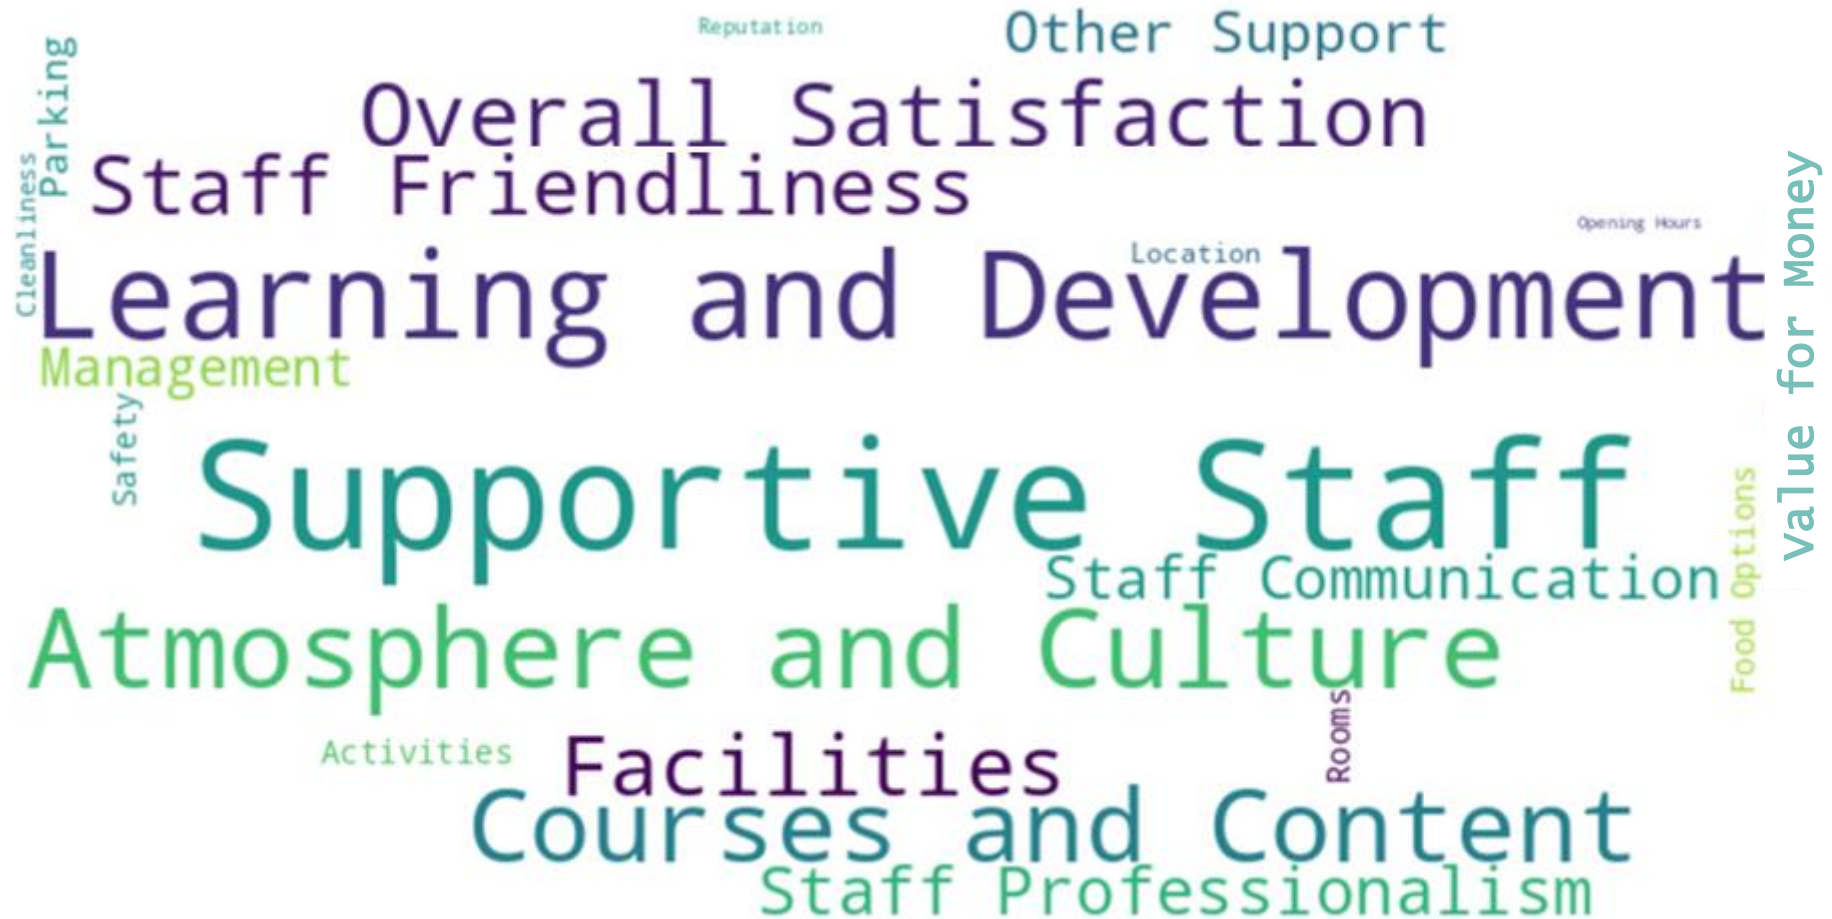 Reputation
Other Support
Parking
Overall Satisfaction
Staff Friendliness
Cleanliness
Opening Hours
Location
Learning and Development
Value for Money
Management
Safety
Supportive Staff
Food Options
Staff Communication
Atmosphere and Culture
Rooms
Activities
Facilities
Courses and Content
Staff Professionalism